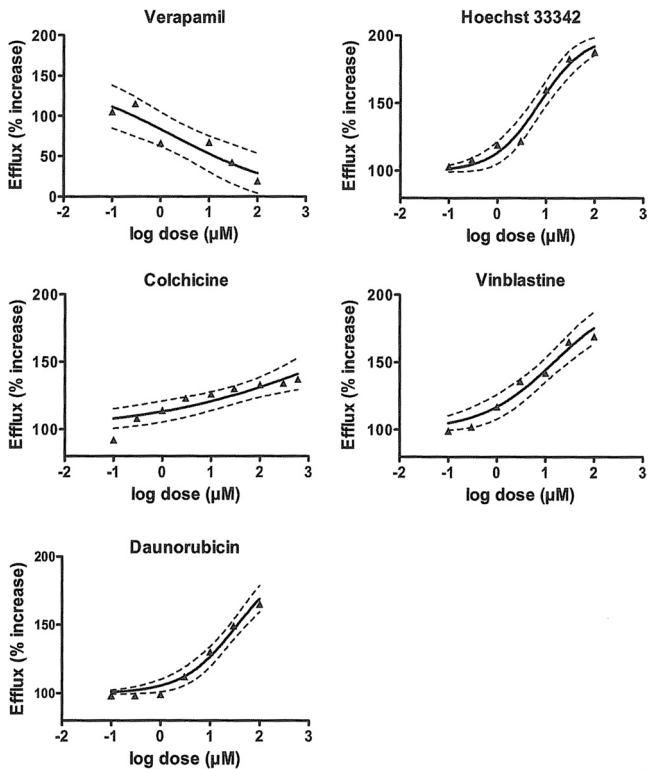 Verapamil
Efflux (% increase)
200
150
100
50
0
-2 -1 0 1 2 3
log dose (µM)
Hoechst 33342
Efflux (% increase)
200
150
100
-2 -1 0 1 2 3
log dose (µM)
Colchicine
Efflux (% increase)
200
150
100
-2 -1 0 1 2 3
log dose (µM)
Vinblastine
Efflux (% increase)
200
150
100
-2 -1 0 1 2 3
log dose (µM)
Daunorubicin
Efflux (% increase)
200
150
100
-2 -1 0 1 2 3
log dose (µM)